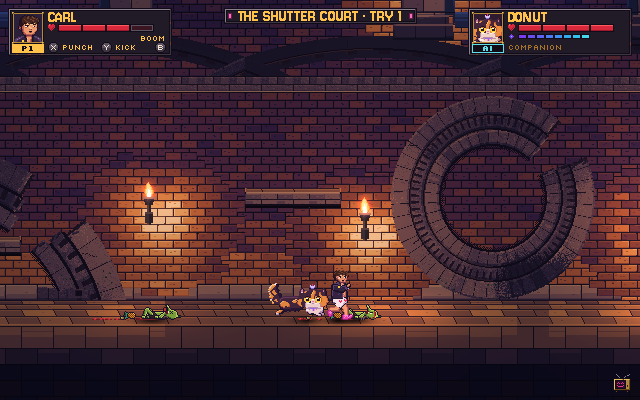 CARL
BOOM
P1
X PUNCH Y KICK B
THE SHUTTER COURT · TRY 1
DONUT
AI
COMPANION